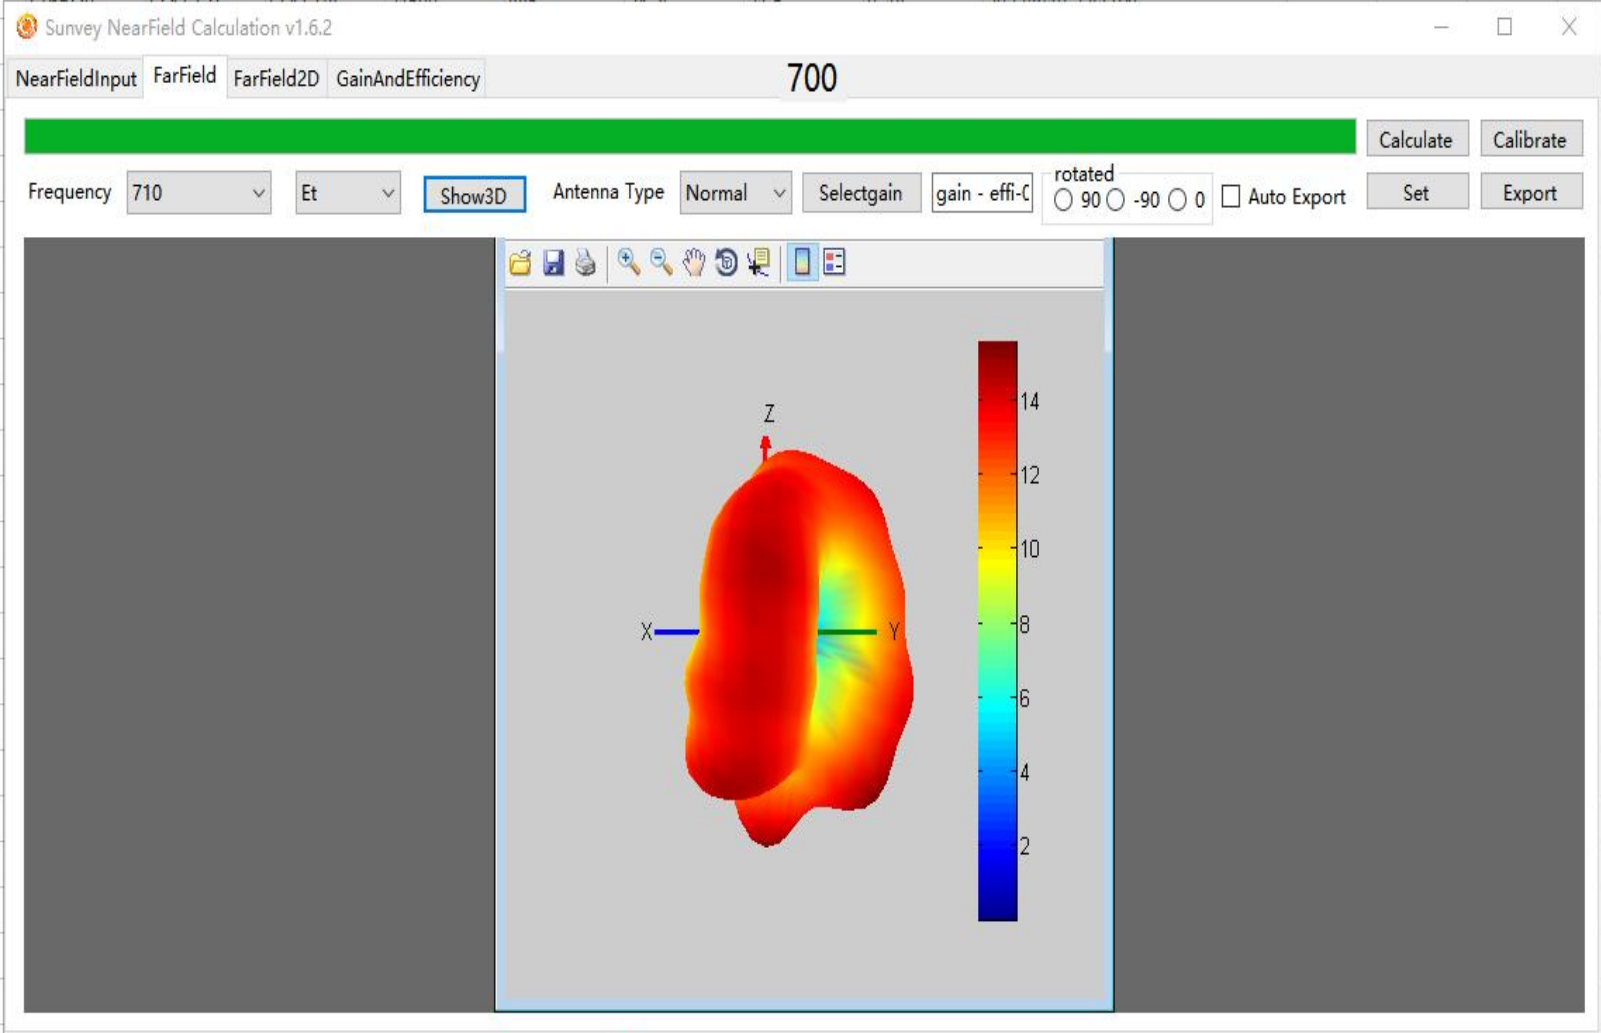 Sunvey NearField Calculation v1.6.2
NearFieldInput FarField FarField2D GainAndEfficiency 700
Calculate Calibrate
Frequency 710 Et Show3D Antenna Type Normal Selectgain gain - effi- rotated 90 -90 0 Auto Export Set Export
Z
14
12
10
X Y 8
6
4
2